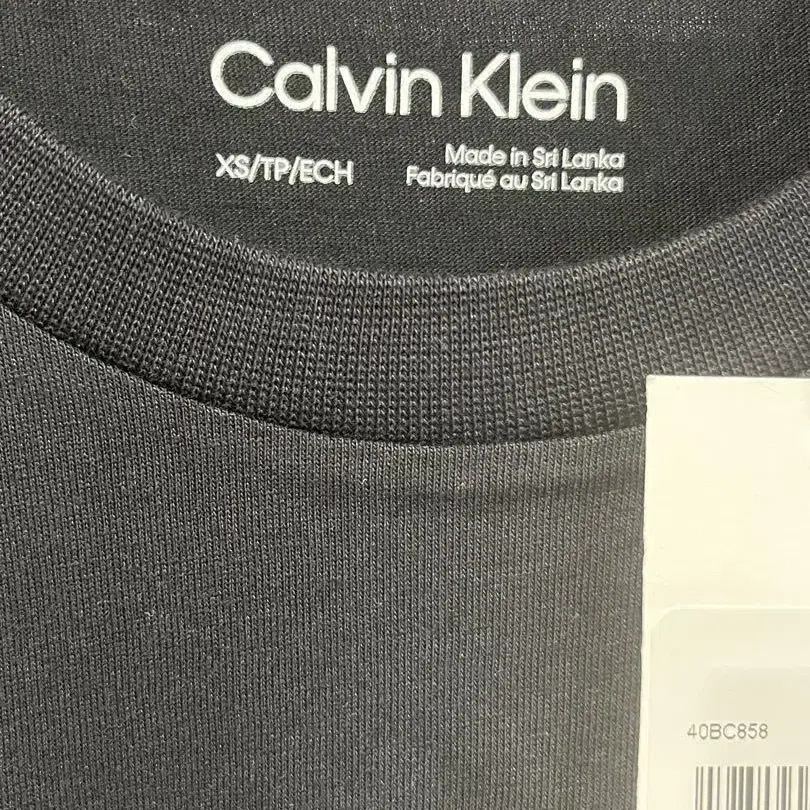 Calvin Klein
XS/TP/ECH
Made in Sri Lanka
Fabriqué au Sri Lanka
40BC858